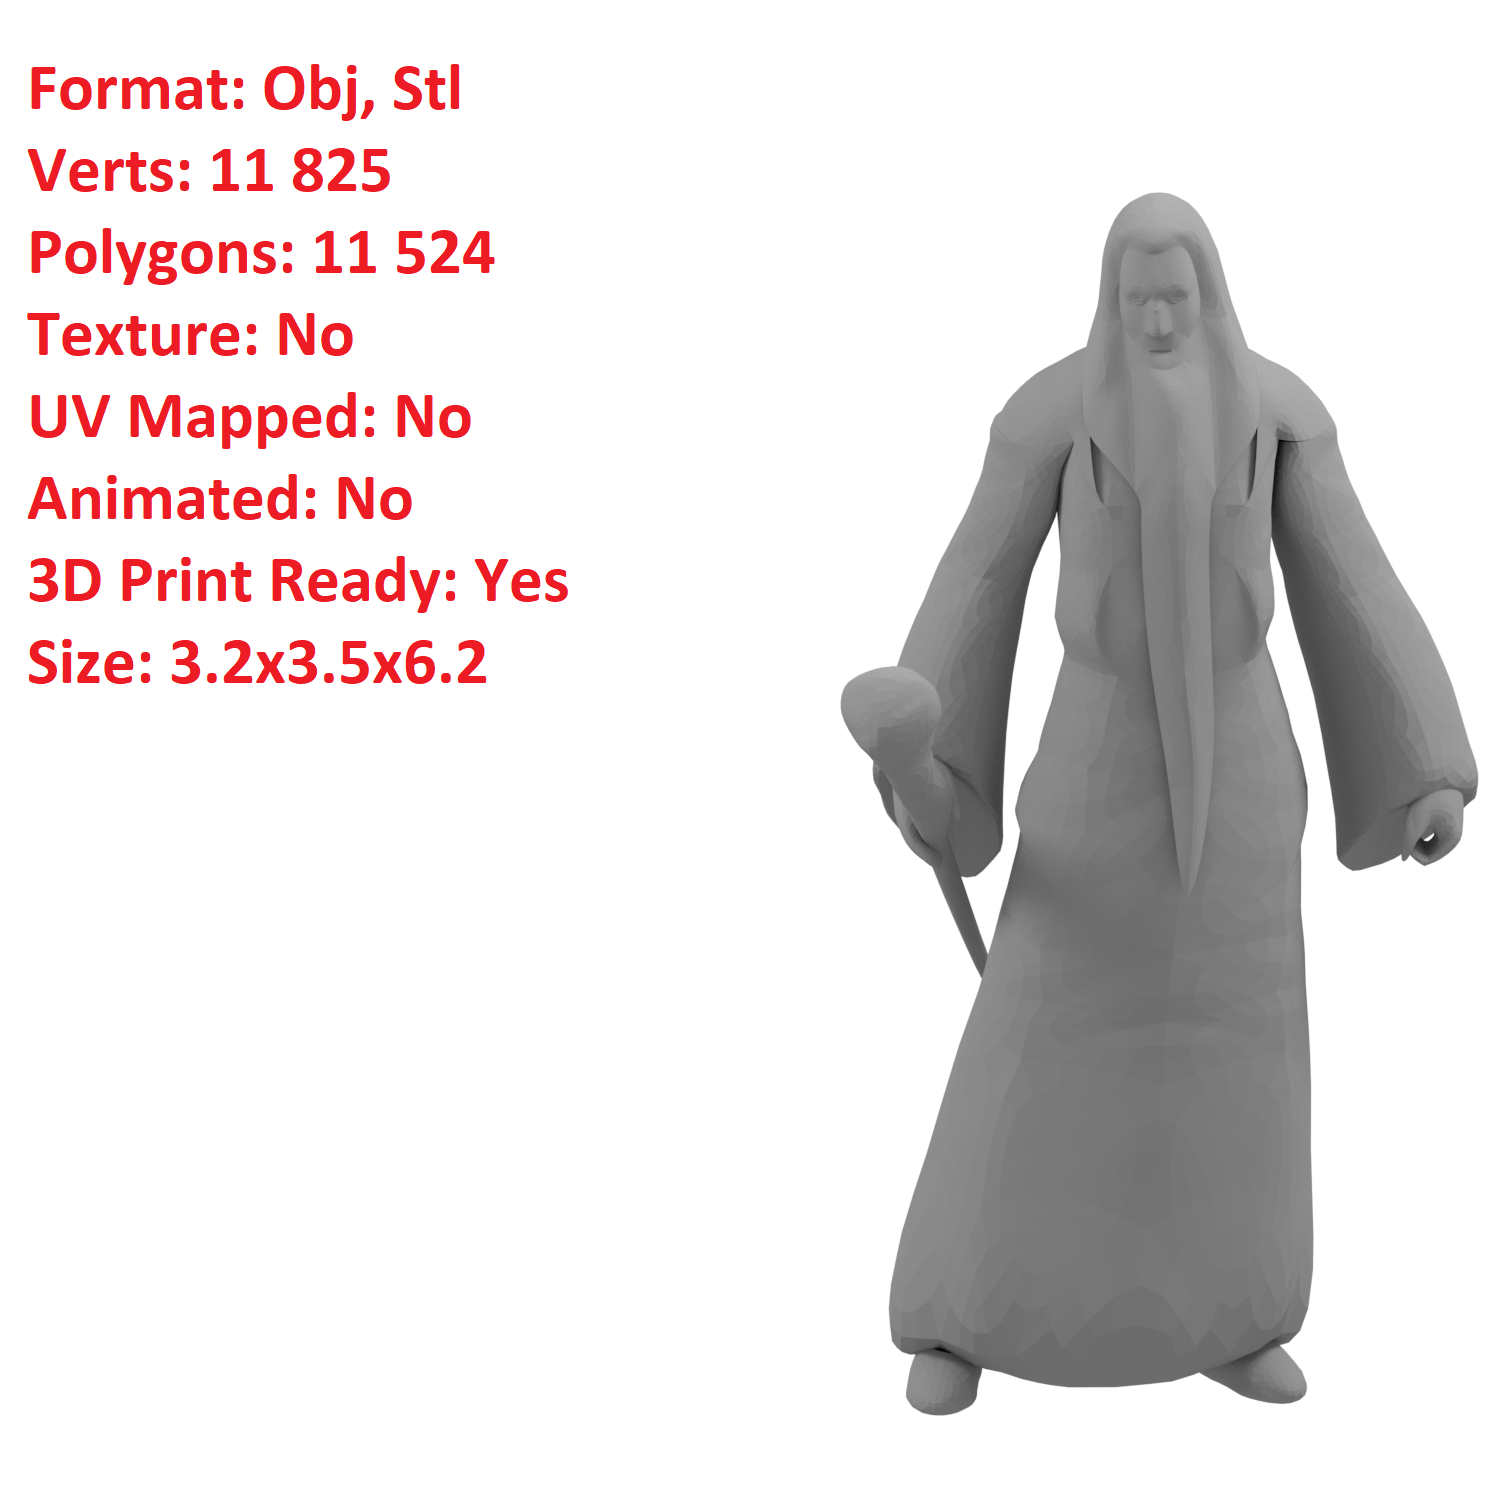 Format: Obj, Stl
Verts: 11 825
Polygons: 11 524
Texture: No
UV Mapped: No
Animated: No
3D Print Ready: Yes
Size: 3.2x3.5x6.2